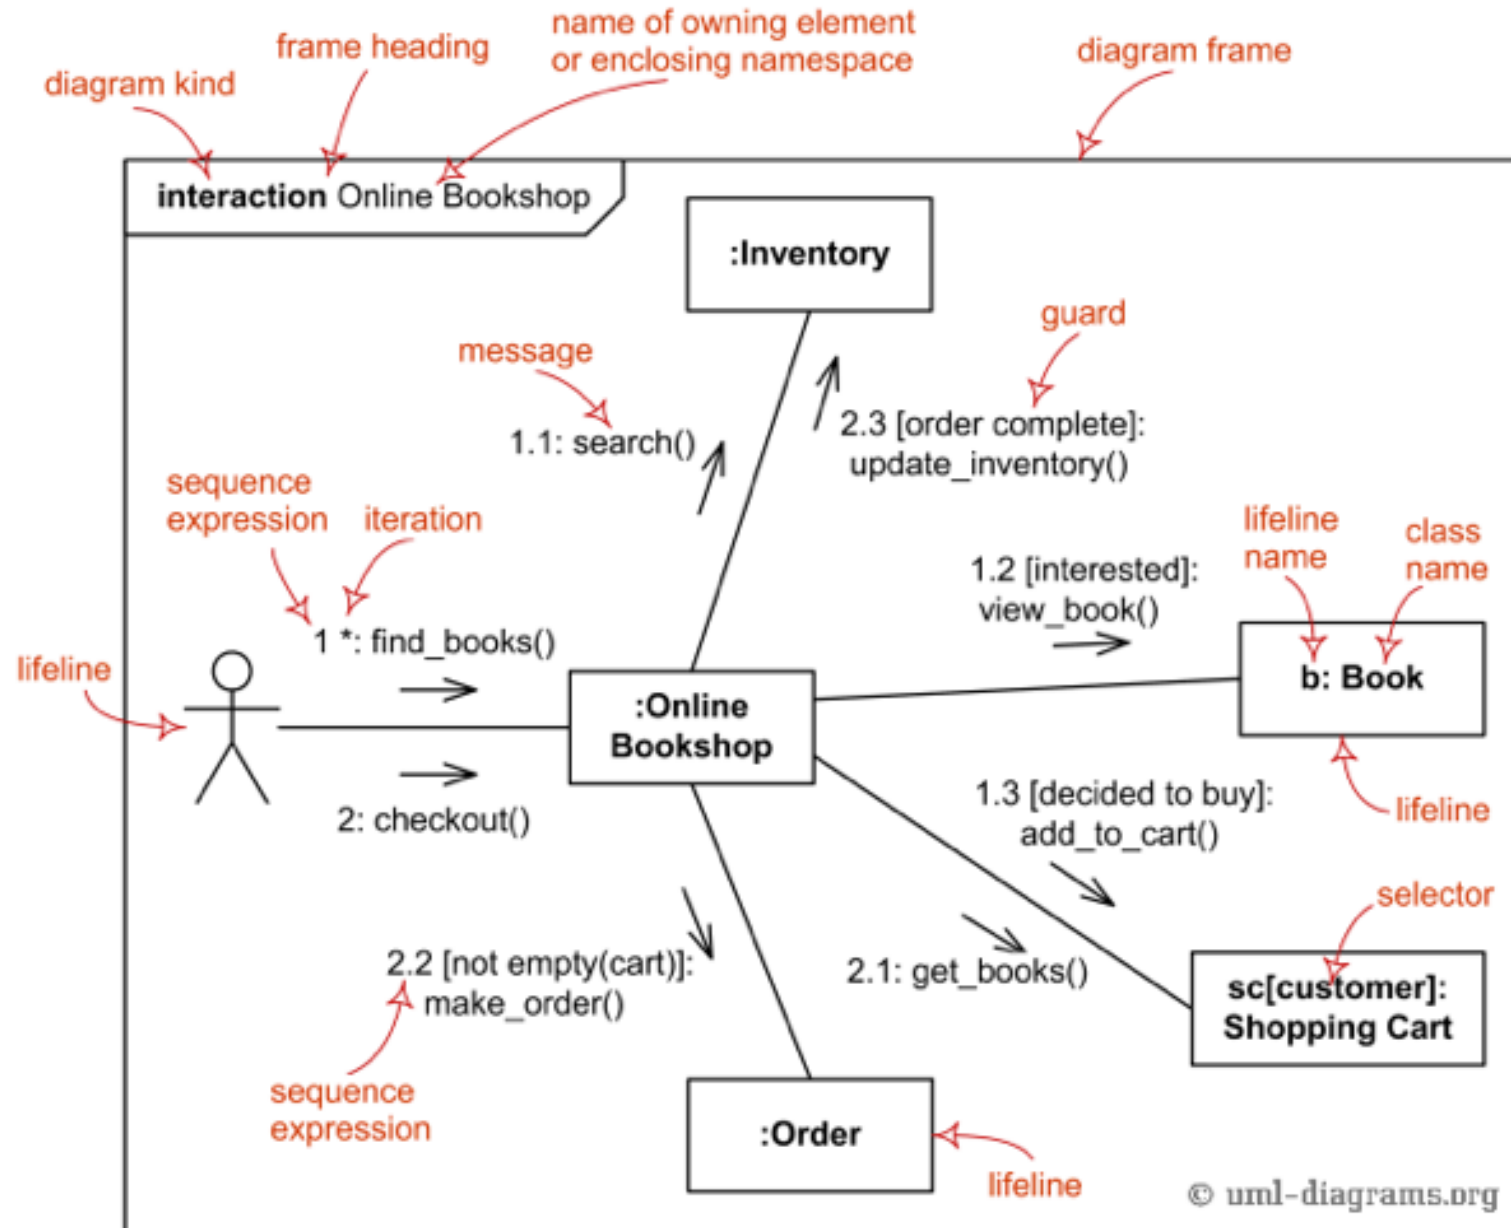 name of owning element
or enclosing namespace
frame heading
diagram frame
diagram kind
interaction Online Bookshop
:Inventory
guard
message
2.3 [order complete]:
update_inventory()
1.1: search()
sequence
expression
iteration
lifeline
name
class
name
1.2 [interested]:
view_book()
1 *: find_books()
lifeline
b: Book
:Online
Bookshop
1.3 [decided to buy]:
add_to_cart()
lifeline
2: checkout()
selector
2.2 [not empty(cart)]:
make_order()
2.1: get_books()
sc[customer]:
Shopping Cart
sequence
expression
:Order
lifeline
© uml-diagrams.org